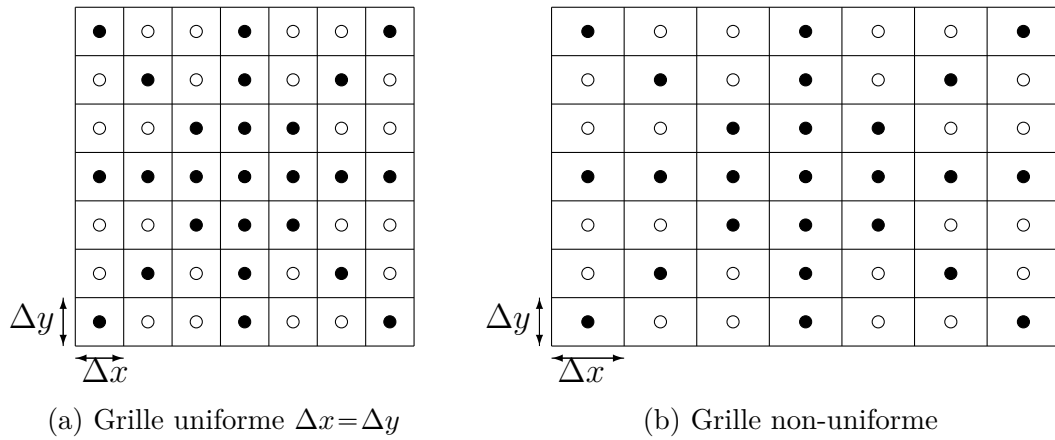 Δy
Δx
(a) Grille uniforme Δx=Δy
Δy
Δx
(b) Grille non-uniforme